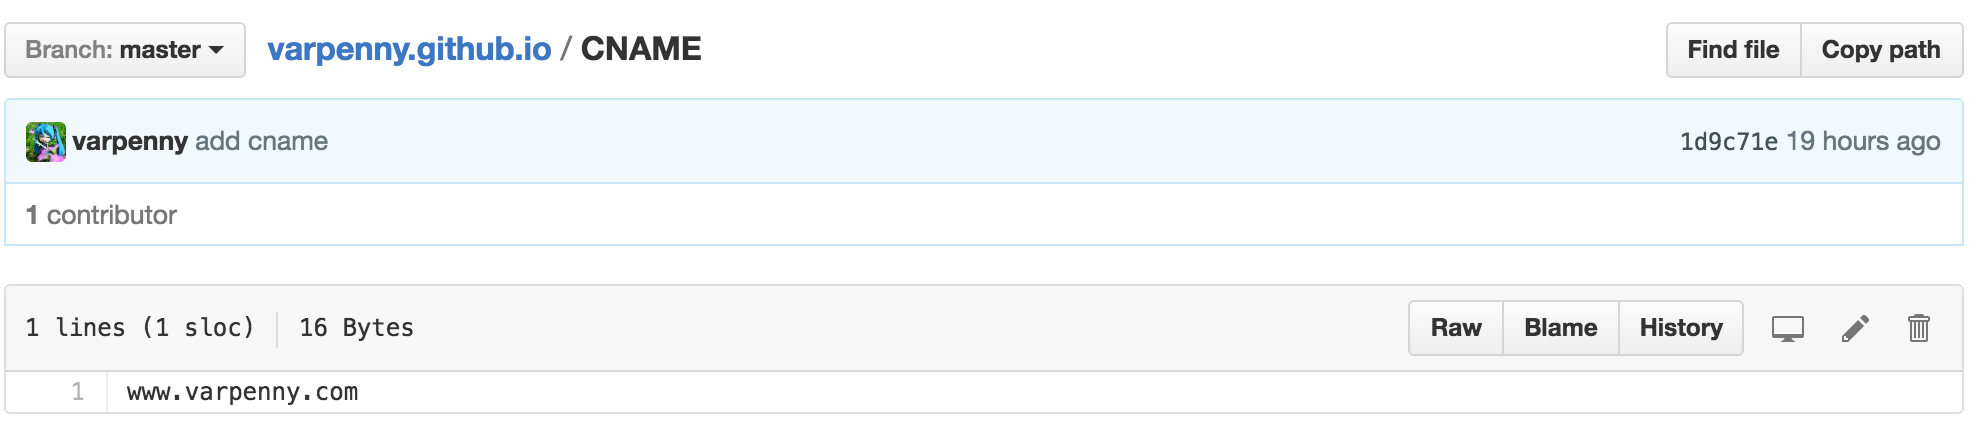 Branch: master varpenny.github.io / CNAME Find file Copy path
varpenny add cname 1d9c71e 19 hours ago
1 contributor
1 lines (1 sloc) 16 Bytes Raw Blame History
1 www.varpenny.com